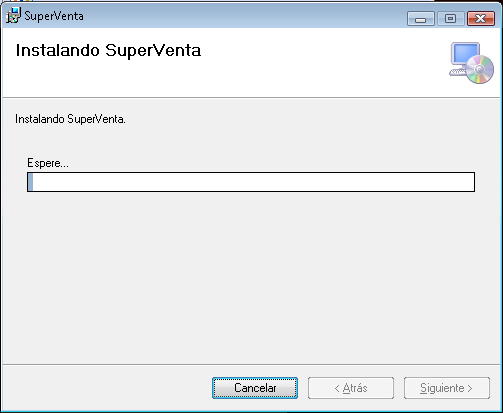 SuperVenta
Instalando SuperVenta
Instalando SuperVenta.
Espere...
Cancelar
< Atrás
Siguiente >